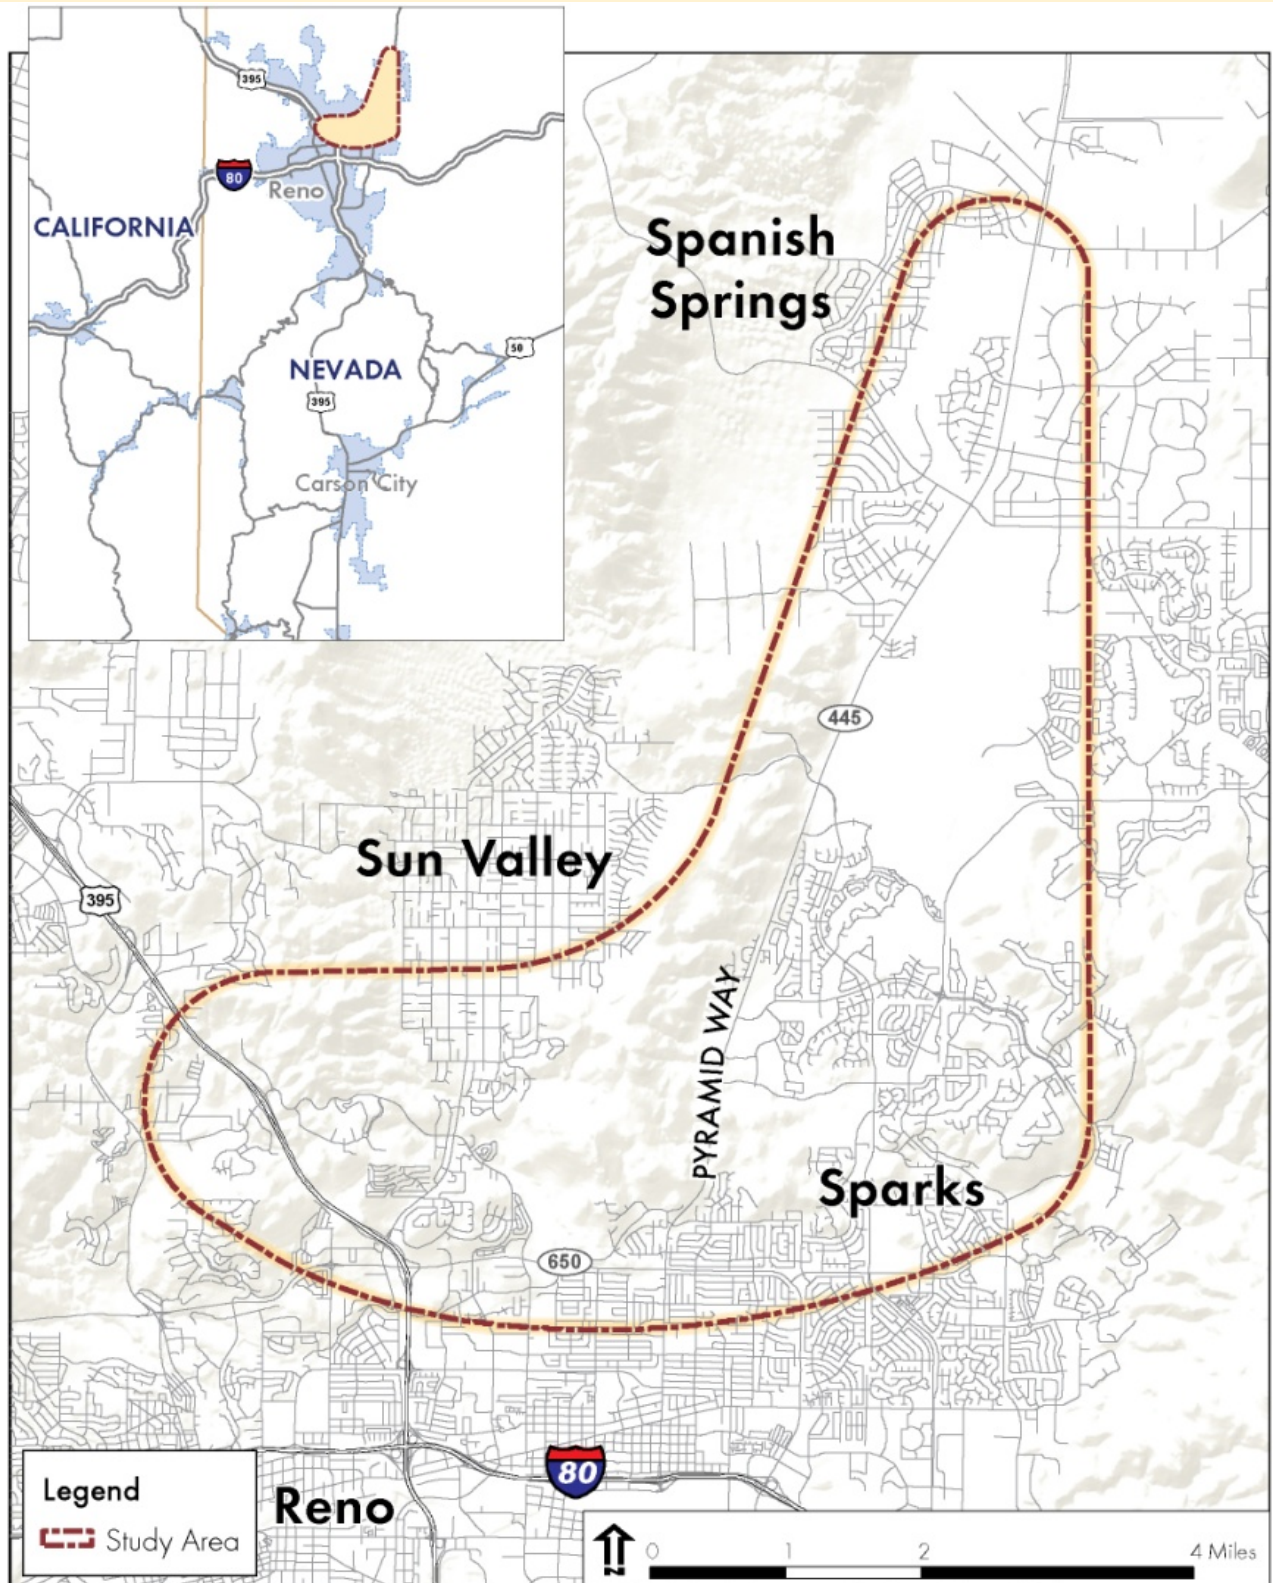 395
80
Reno
CALIFORNIA
NEVADA
50
395
Carson City
Spanish
Springs
445
Sun Valley
395
PYRAMID WAY
Sparks
650
80
Reno
Legend
Study Area
N
0 1 2 4 Miles